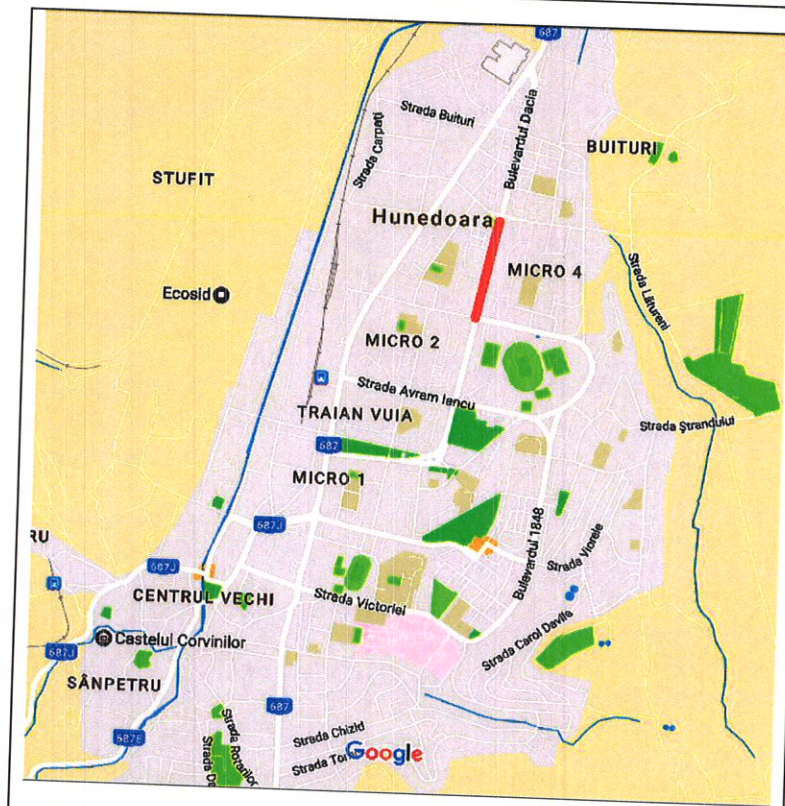 687
Strada Buituri
Bulevardul Dacia
Strada Carpați
BUITURI
STUFIT
Hunedoara
MICRO 4
Strada Lătureni
Ecosid
MICRO 2
Strada Avram Iancu
TRAIAN VUIA
Strada Ștrandului
687
MICRO 1
687J
RU
Bulevardul 1848
Strada Viorele
687J
CENTRUL VECHI
Strada Victoriei
Castelul Corvinilor
Strada Carol Davila
687J
SÂNPETRU
687
687E
Strada Rotarilor
Strada Chizid
Google